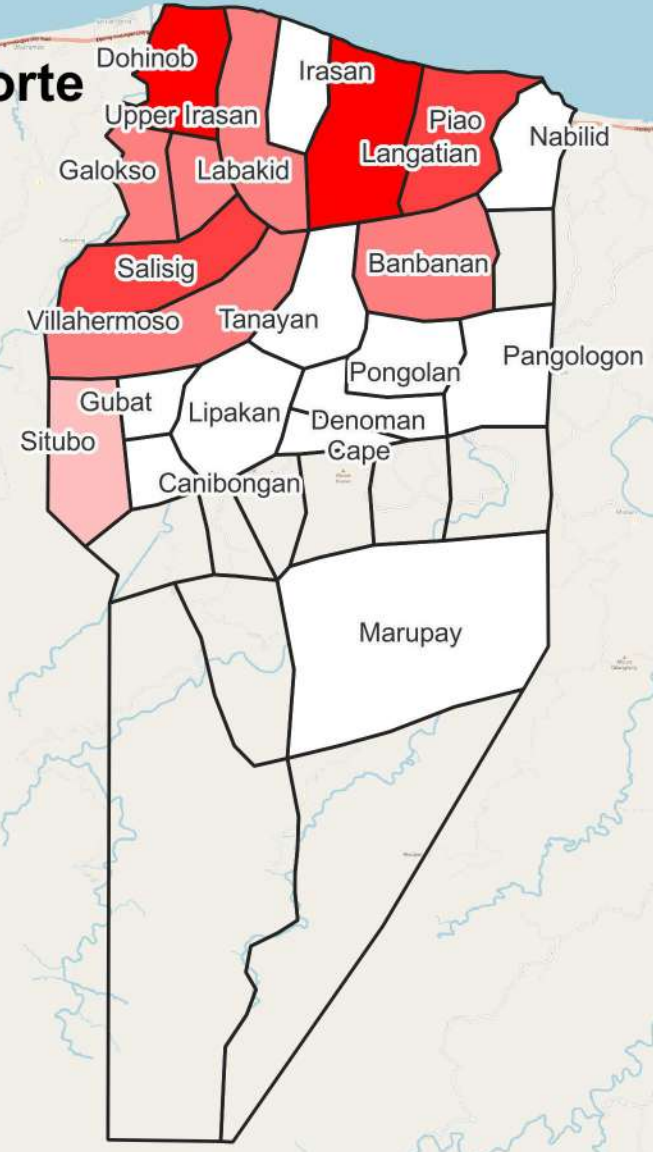 orte
Dohinob
Irasan
Upper Irasan
Piao
Nabilid
Langatian
Galokso
Labakid
Salisig
Banbanan
Villahermoso
Tanayan
Pangologon
Pongolan
Gubat
Lipakan
Denoman
Situbo
Cape
Canibongan
Marupay